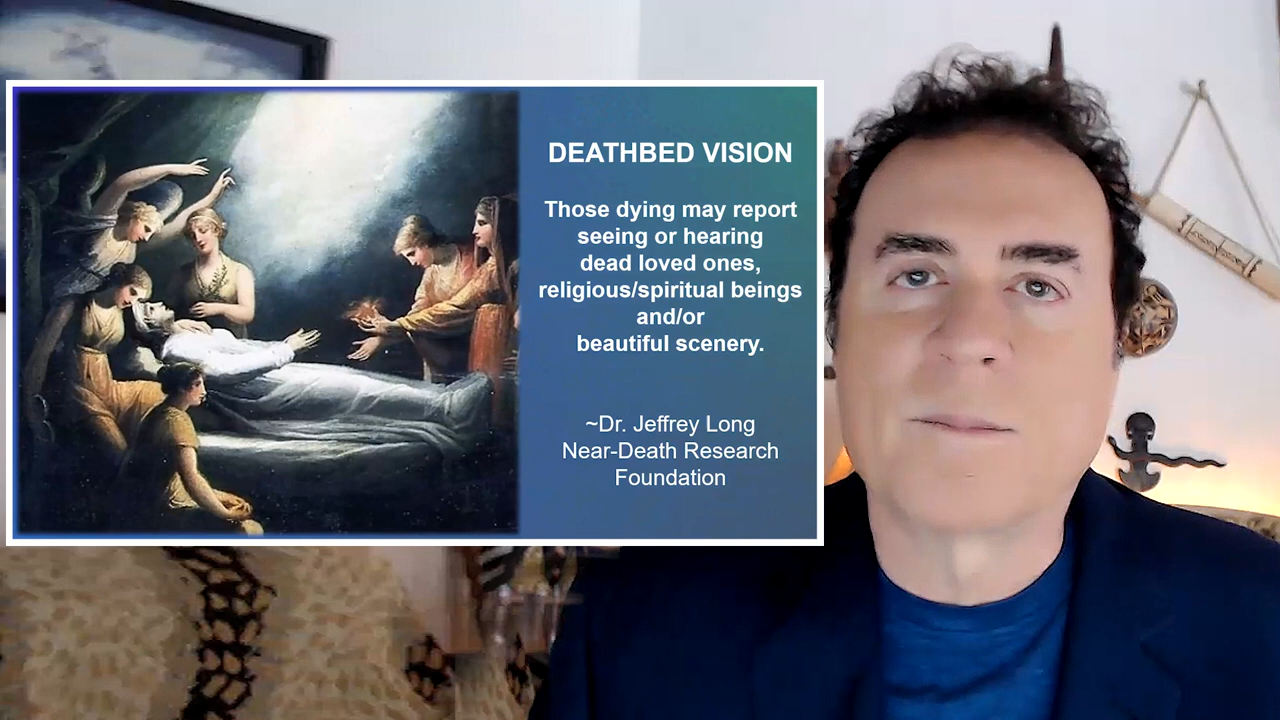 DEATHBED VISION
Those dying may report
seeing or hearing
dead loved ones,
religious/spiritual beings
and/or
beautiful scenery.
~Dr. Jeffrey Long
Near-Death Research
Foundation